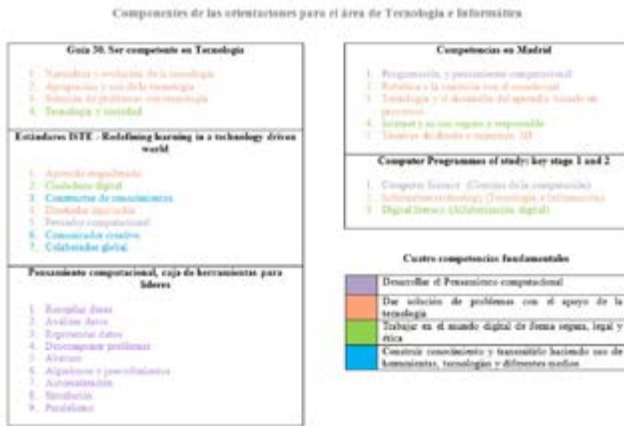 Componentes de las orientaciones para el área de Tecnología e Informática
Guía 30. Ser competente en Tecnología
1. Naturaleza y evolución de la tecnología
2. Apropiación y uso de la tecnología
3. Solución de problemas con tecnología
4. Tecnología y sociedad
Estándares ISTE - Redefining learning in a technology driven
world
1. Aprendiz empoderado
2. Ciudadano digital
3. Constructor de conocimientos
4. Diseñador innovador
5. Pensador computacional
6. Comunicador creativo
7. Colaborador global
Pensamiento computacional, caja de herramientas para
líderes
1. Recopilar datos
2. Analizar datos
3. Representar datos
4. Descomponer problemas
5. Abstraer
6. Algoritmos y procedimientos
7. Automatización
8. Simulación
9. Paralelismo
Competencias en Madrid
1. Programación y pensamiento computacional
2. Robótica y la conexión con el mundo real
3. Tecnología y el desarrollo del aprendizaje basado en
proyectos
4. Internet y su uso seguro y responsable
5. Técnicas de diseño e impresión 3D
Computer Programmes of study: key stage 1 and 2
1. Computer Science (Ciencias de la computación)
2. Information technology (Tecnología e Información)
3. Digital literacy (Alfabetización digital)
Cuatro competencias fundamentales
Desarrollar el Pensamiento computacional
Dar solución de problemas con el apoyo de la
tecnología
Trabajar en el mundo digital de forma segura, legal y
ética
Construir conocimiento y transmitirlo haciendo uso de
herramientas, tecnologías y diferentes medios